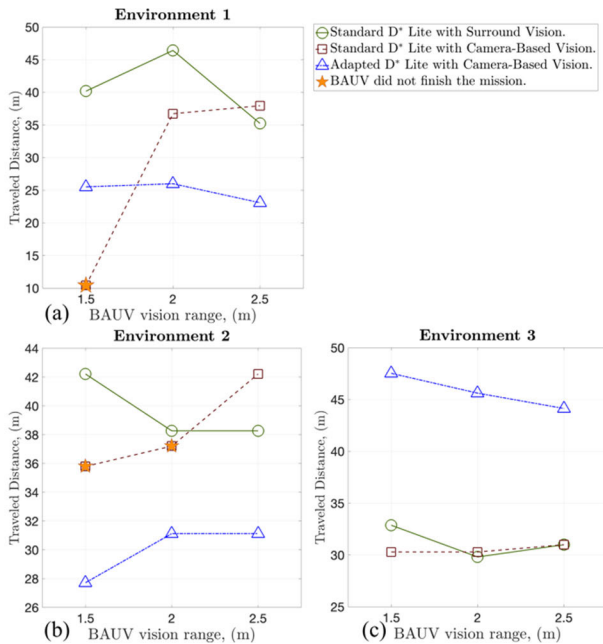 Environment 1
Standard D* Lite with Surround Vision.
Standard D* Lite with Camera-Based Vision.
Adapted D* Lite with Camera-Based Vision.
BAUV did not finish the mission.
50
45
40
35
30
25
20
15
10
Traveled Distance, (m)
1.5 2 2.5
(a) BAUV vision range, (m)
Environment 2
44
42
40
38
36
34
32
30
28
26
Traveled Distance, (m)
1.5 2 2.5
(b) BAUV vision range, (m)
Environment 3
50
45
40
35
30
25
Traveled Distance, (m)
1.5 2 2.5
(c) BAUV vision range, (m)